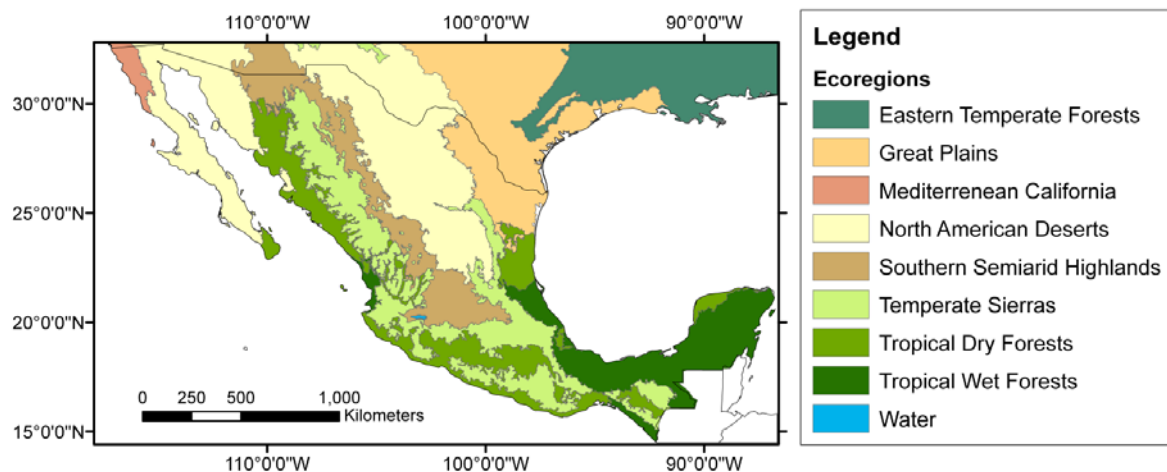 110°0'0"W 100°0'0"W 90°0'0"W
30°0'0"N
25°0'0"N
20°0'0"N
15°0'0"N
0 250 500 1,000
Kilometers
110°0'0"W 100°0'0"W 90°0'0"W
Legend
Ecoregions
Eastern Temperate Forests
Great Plains
Mediterrenean California
North American Deserts
Southern Semiarid Highlands
Temperate Sierras
Tropical Dry Forests
Tropical Wet Forests
Water